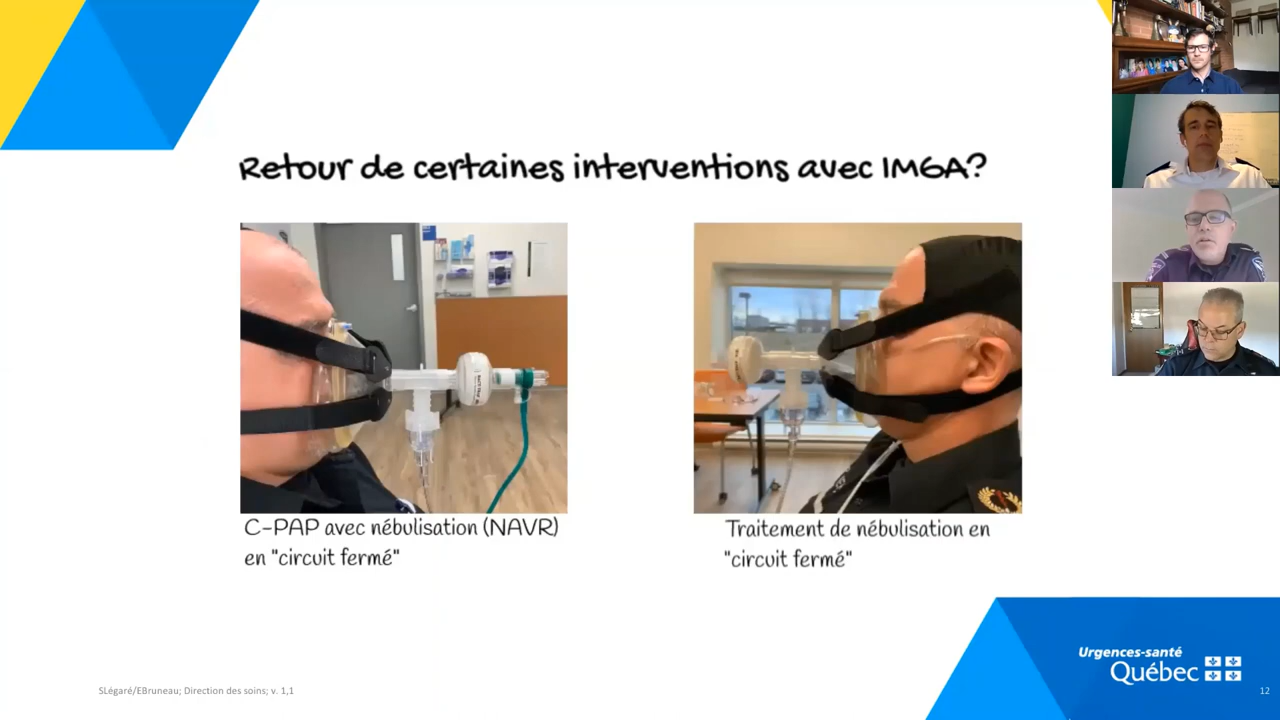 Retour de certaines interventions avec IMGA?
C-PAP avec nébulisation (NAVR)
en "circuit fermé"
Traitement de nébulisation en
"circuit fermé"
Urgences-santé
Québec
SLégaré/EBruneau; Direction des soins; v. 1,1
12